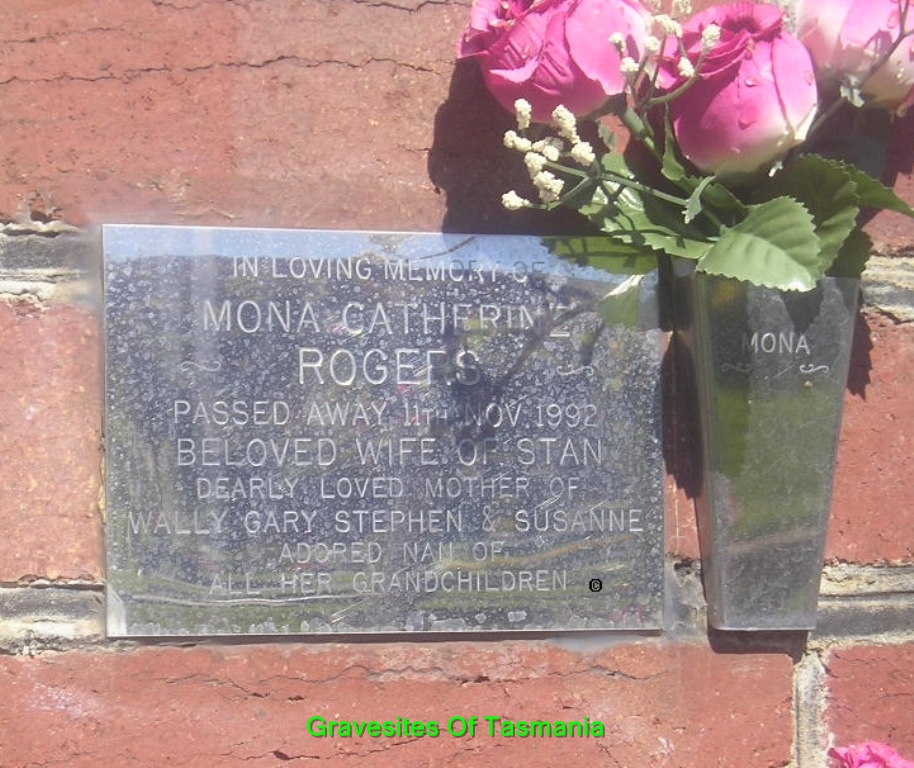 IN LOVING MEMORY OF
MONA CATHERINE
ROGERS
PASSED AWAY 11TH NOV 1992
BELOVED WIFE OF STAN
DEARLY LOVED MOTHER OF
WALLY GARY STEPHEN & SUSANNE
ADORED NAN OF
ALL HER GRANDCHILDREN ©
MONA
Gravesites Of Tasmania